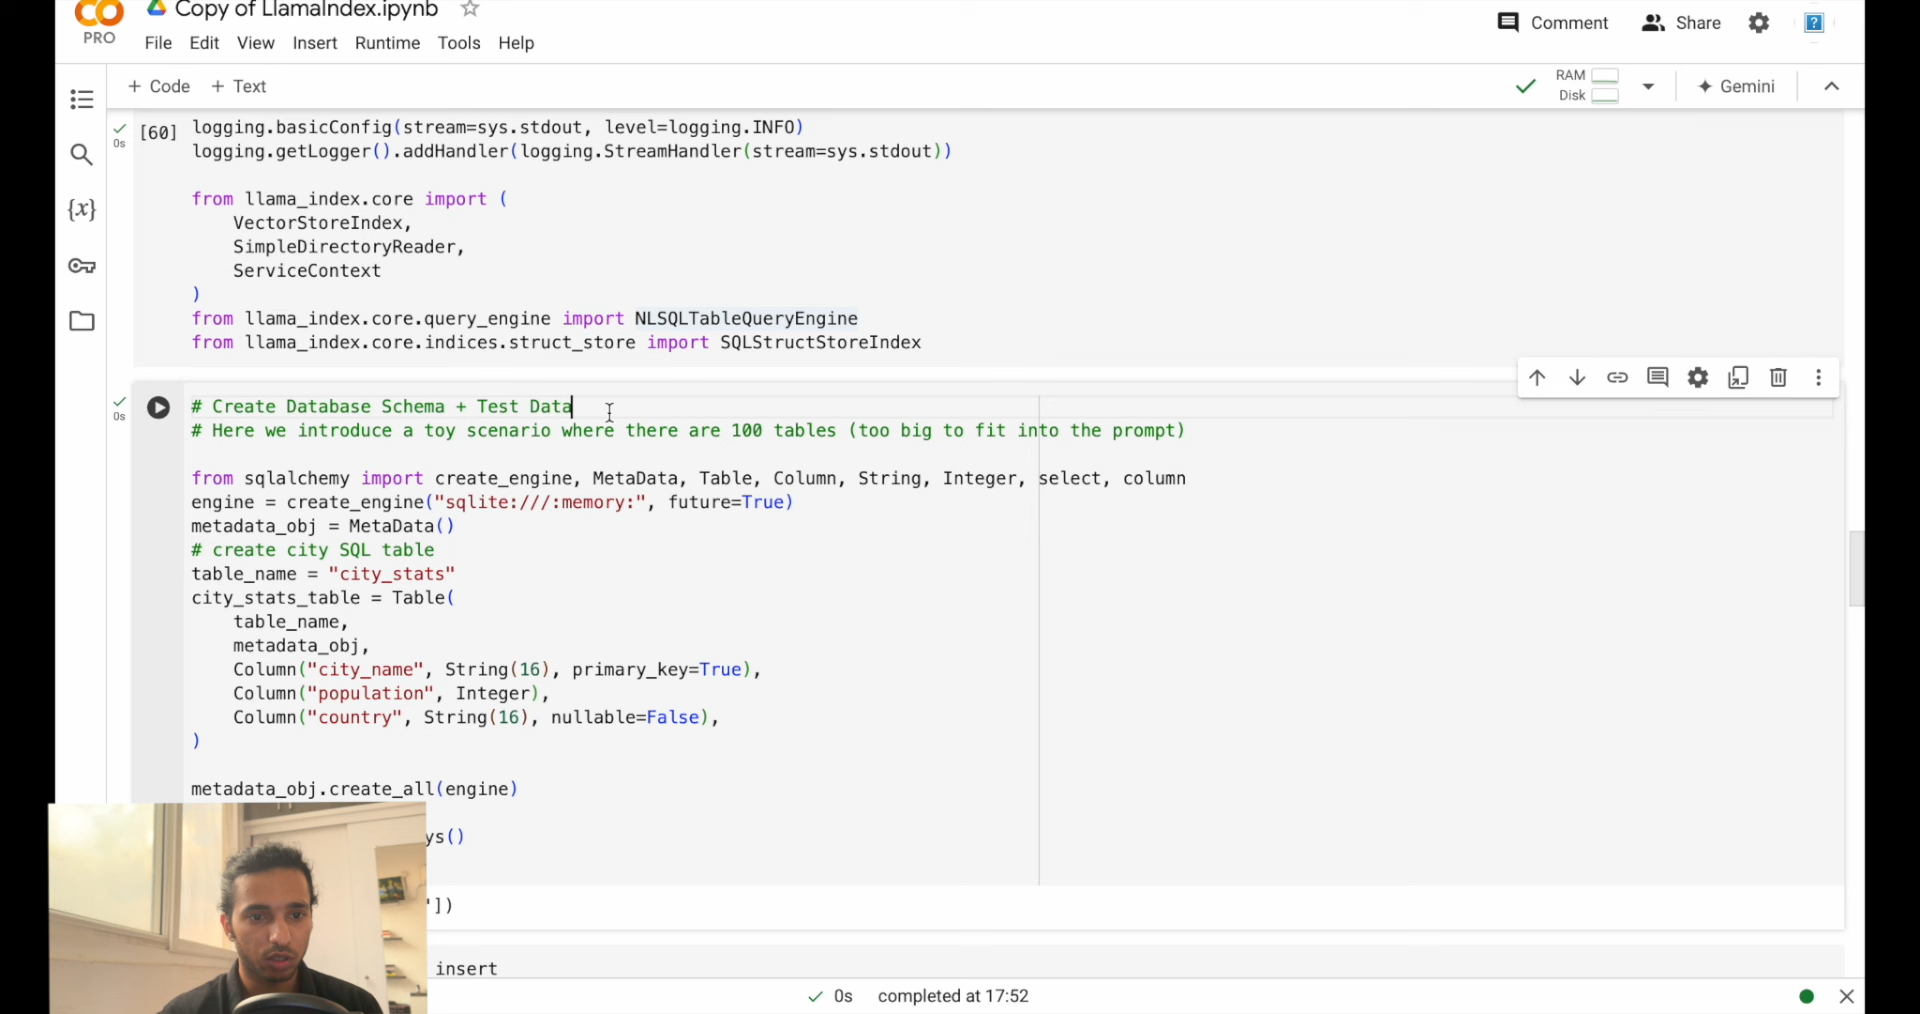 Copy of LlamaIndex.ipynb
PRO
File Edit View Insert Runtime Tools Help
Comment Share
+ Code + Text
RAM
Disk
Gemini
[60]
0s
logging.basicConfig(stream=sys.stdout, level=logging.INFO)
logging.getLogger().addHandler(logging.StreamHandler(stream=sys.stdout))
from llama_index.core import (
VectorStoreIndex,
SimpleDirectoryReader,
ServiceContext
)
from llama_index.core.query_engine import NLSQLTableQueryEngine
from llama_index.core.indices.struct_store import SQLStructStoreIndex
0s
# Create Database Schema + Test Data
# Here we introduce a toy scenario where there are 100 tables (too big to fit into the prompt)
from sqlalchemy import create_engine, MetaData, Table, Column, String, Integer, select, column
engine = create_engine("sqlite:///:memory:", future=True)
metadata_obj = MetaData()
# create city SQL table
table_name = "city_stats"
city_stats_table = Table(
table_name,
metadata_obj,
Column("city_name", String(16), primary_key=True),
Column("population", Integer),
Column("country", String(16), nullable=False),
)
metadata_obj.create_all(engine)
ys()
'])
insert
0s completed at 17:52